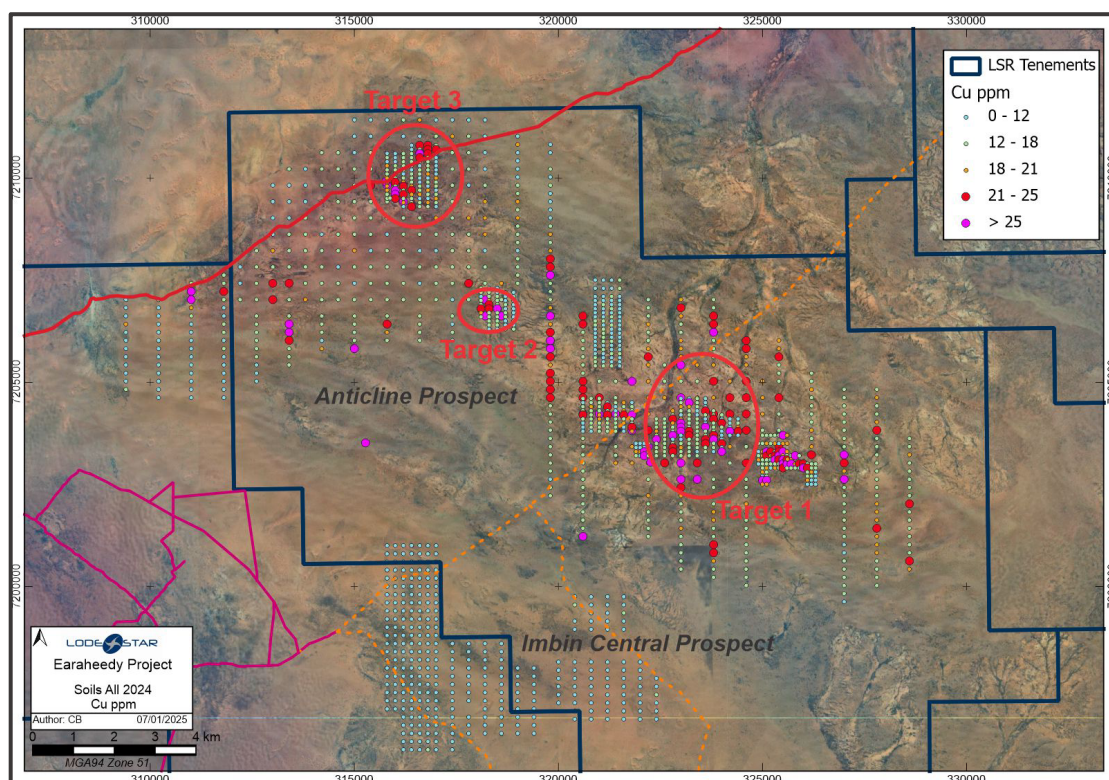 310000
315000
320000
325000
330000
LSR Tenements
Cu ppm
0 - 12
12 - 18
18 - 21
21 - 25
> 25
Target 3
7210000
7210000
Target 2
7205000
7205000
Anticline Prospect
Target 1
7200000
7200000
Imbin Central Prospect
LODESTAR
Earaheedy Project
Soils All 2024
Cu ppm
Author: CB
07/01/2025
0 1 2 3 4 km
MGA94 Zone 51
310000
315000
320000
325000
330000